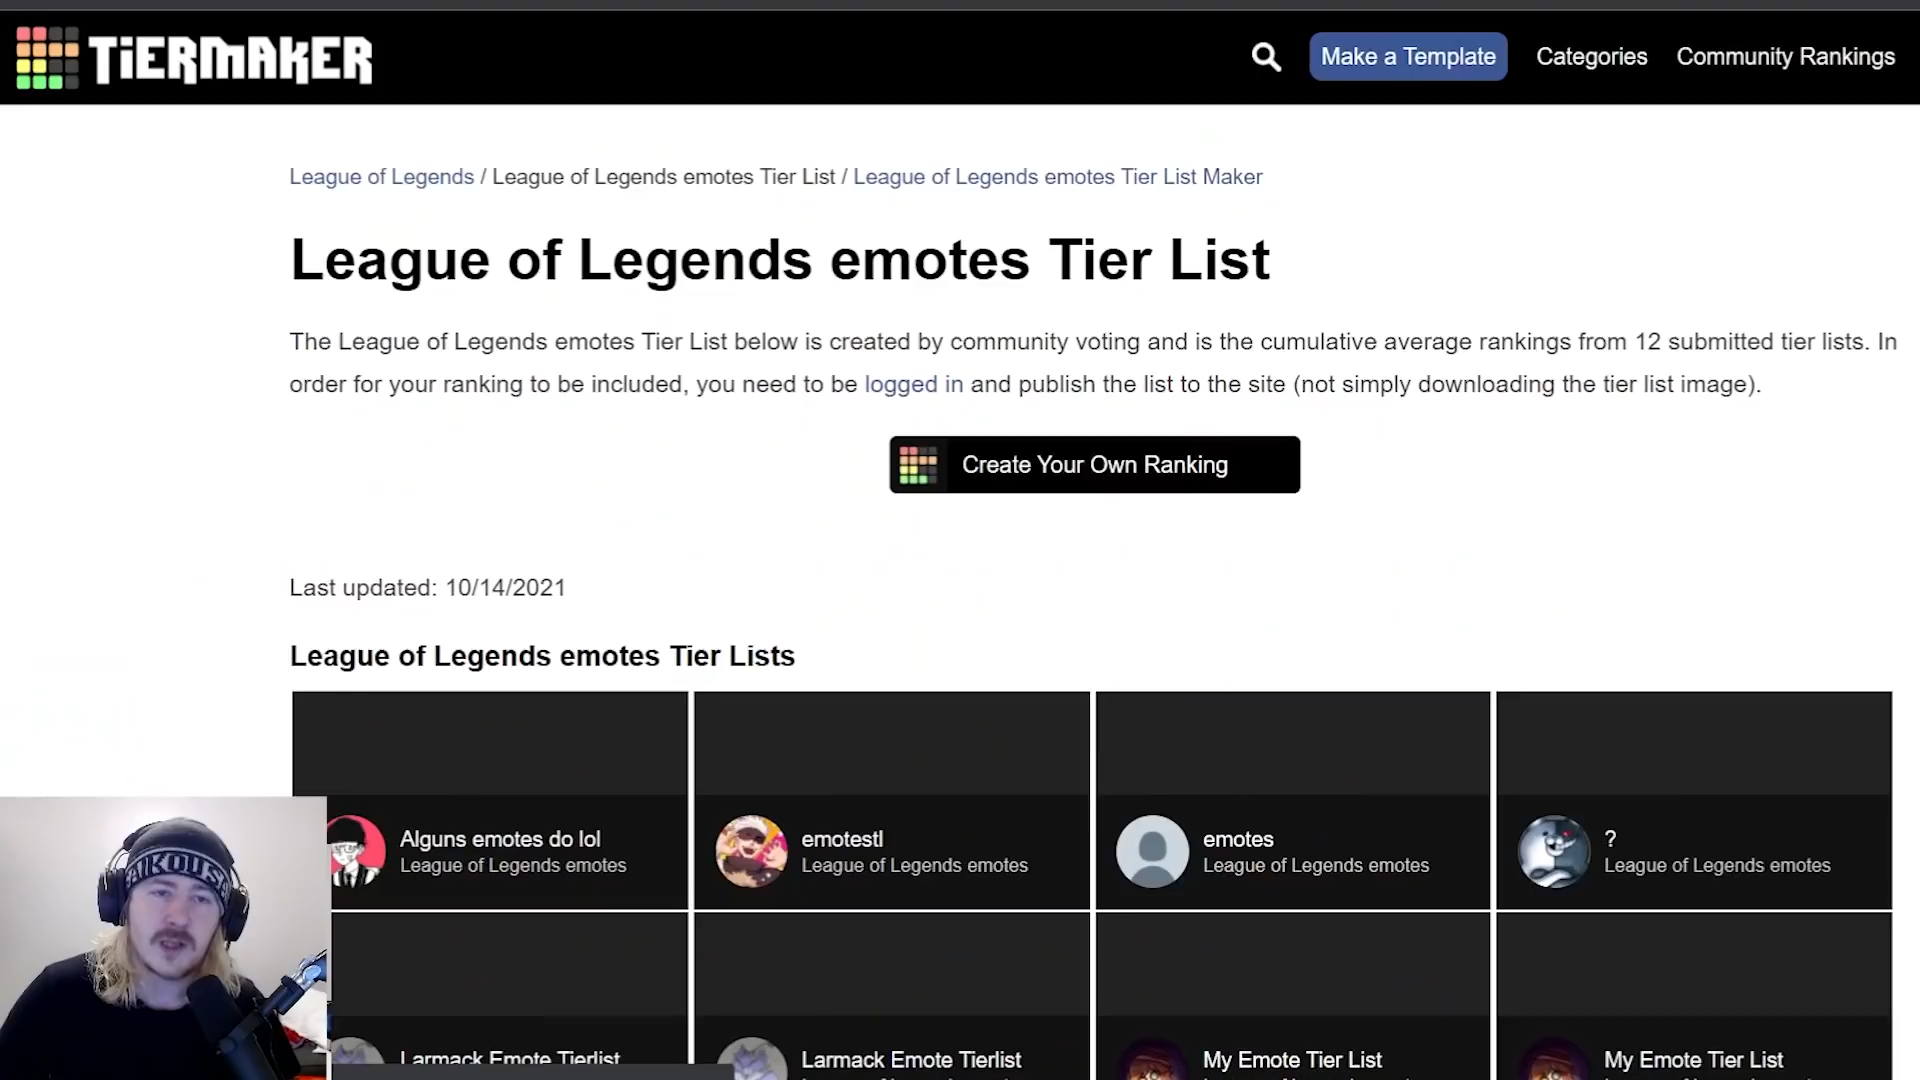 TiERMAKER
Make a Template
Categories
Community Rankings
League of Legends / League of Legends emotes Tier List / League of Legends emotes Tier List Maker
League of Legends emotes Tier List
The League of Legends emotes Tier List below is created by community voting and is the cumulative average rankings from 12 submitted tier lists. In
order for your ranking to be included, you need to be logged in and publish the list to the site (not simply downloading the tier list image).
Create Your Own Ranking
Last updated: 10/14/2021
League of Legends emotes Tier Lists
Alguns emotes do lol
League of Legends emotes
emotestl
League of Legends emotes
emotes
League of Legends emotes
?
League of Legends emotes
Larmack Emote Tierlist
Larmack Emote Tierlist
My Emote Tier List
My Emote Tier List